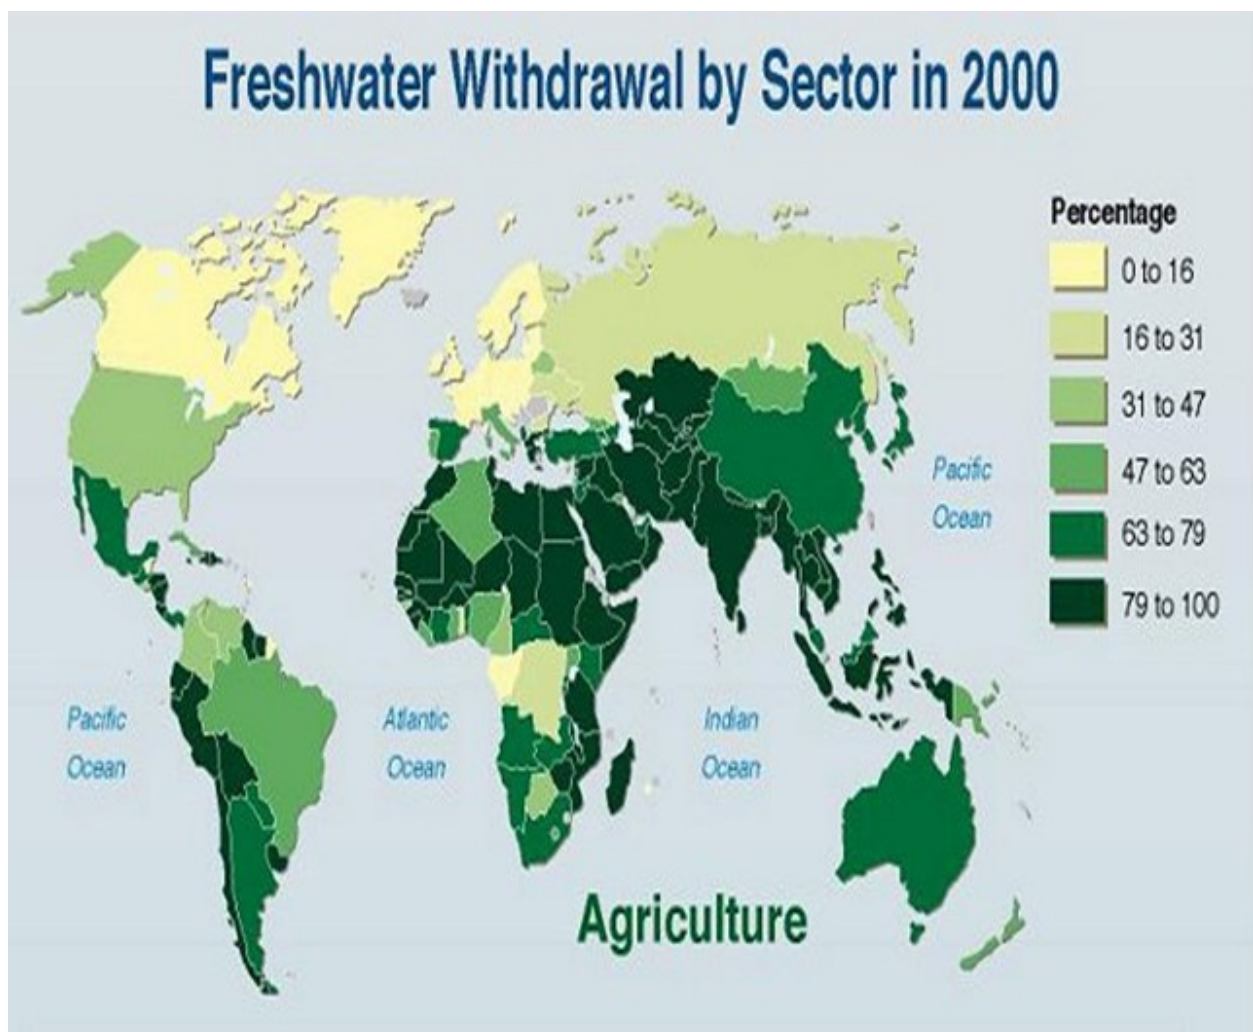 Freshwater Withdrawal by Sector in 2000
Percentage
0 to 16
16 to 31
31 to 47
47 to 63
63 to 79
79 to 100
Pacific
Ocean
Pacific
Ocean
Atlantic
Ocean
Indian
Ocean
Agriculture